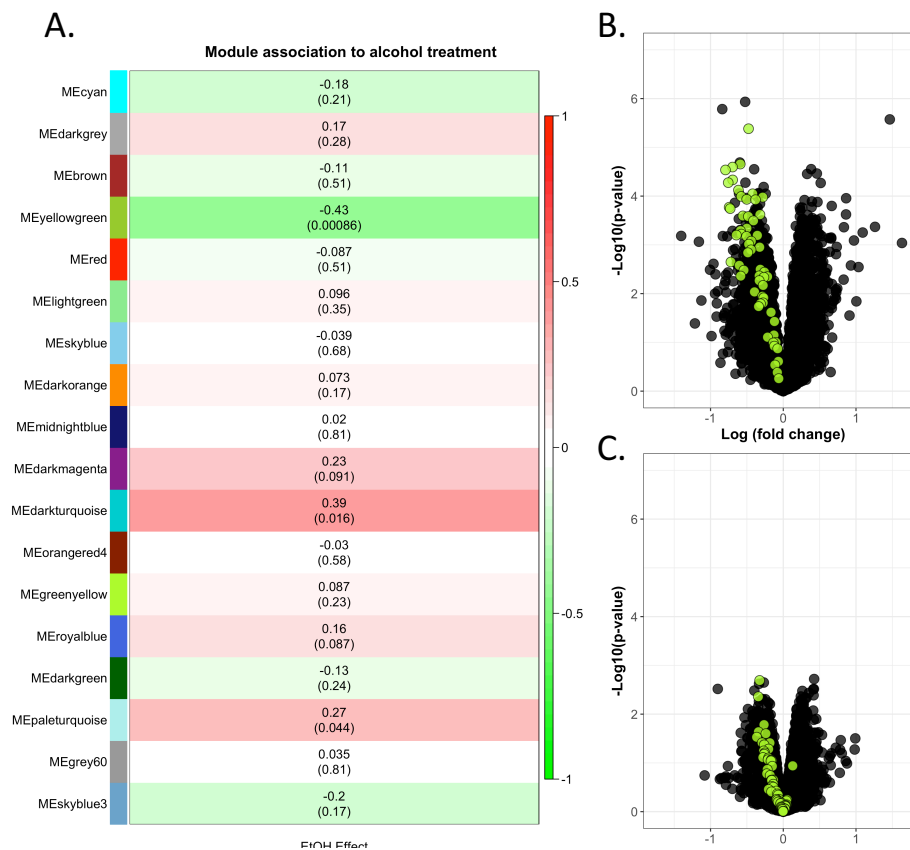 A.
Module association to alcohol treatment
MEcyan
-0.18
(0.21)
MEdarkgrey
0.17
(0.28)
MEbrown
-0.11
(0.51)
MEyellowgreen
-0.43
(0.00086)
MEred
-0.087
(0.51)
MElightgreen
0.096
(0.35)
MEskyblue
-0.039
(0.68)
MEdarkorange
0.073
(0.17)
MEmidnightblue
0.02
(0.81)
MEdarkmagenta
0.23
(0.091)
MEdarkturquoise
0.39
(0.016)
MEorangered4
-0.03
(0.58)
MEgreenyellow
0.087
(0.23)
MEroyalblue
0.16
(0.087)
MEdarkgreen
-0.13
(0.24)
MEpaleturquoise
0.27
(0.044)
MEgrey60
0.035
(0.81)
MEskyblue3
-0.2
(0.17)
EtOH Effect
1
0.5
0
-0.5
-1
B.
-Log10(p-value)
6
4
2
0
-1
0
1
Log (fold change)
C.
-Log10(p-value)
6
4
2
0
-1
0
1